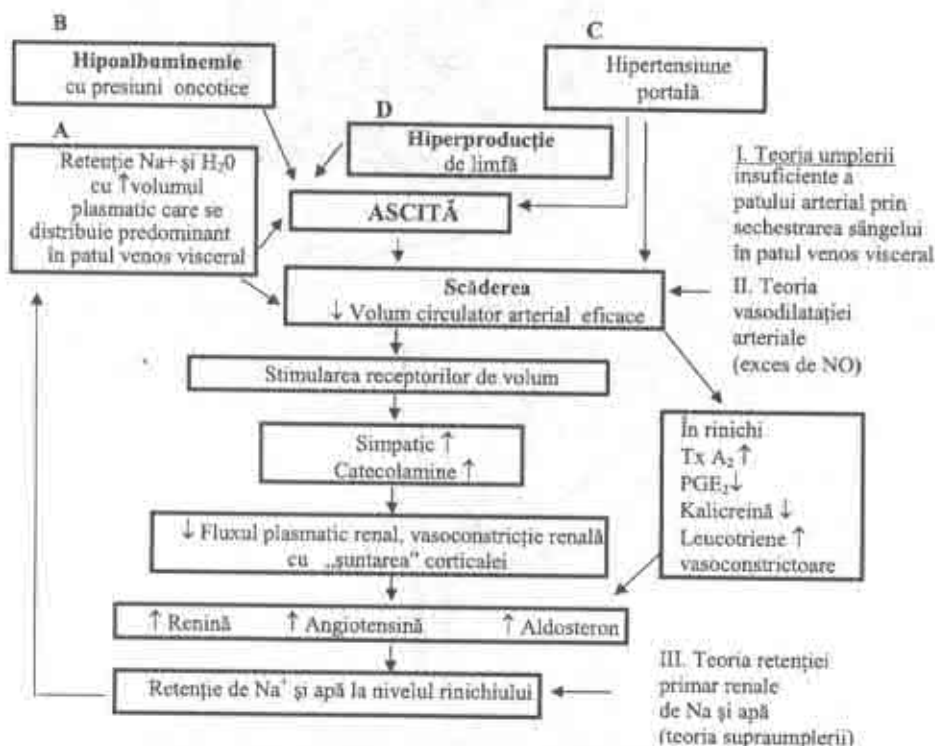 B
Hipoalbuminemie
cu presiuni oncotice
C
Hipertensiune
portală
D
Hiperproducție
de limfă
A
Retenție Na+ și H₂0
cu ↑volumul
plasmatic care se
distribuie predominant
în patul venos visceral
ASCITĂ
I. Teoria umplerii
insuficiente a
patului arterial prin
sechestrarea sângelui
în patul venos visceral
Scăderea
↓ Volum circulator arterial eficace
II. Teoria
vasodilatației
arteriale
(exces de NO)
Stimularea receptorilor de volum
Simpatic ↑
Catecolamine ↑
În rinichi
Tx A₂ ↑
PGE₂↓
Kalicreină ↓
Leucotriene ↑
vasoconstrictoare
↓ Fluxul plasmatic renal, vasoconstricție renală
cu „șuntarea” corticalei
↑ Renină ↑ Angiotensină ↑ Aldosteron
Retenție de Na⁺ și apă la nivelul rinichiului
III. Teoria retenției
primar renale
de Na și apă
(teoria supraumplerii)